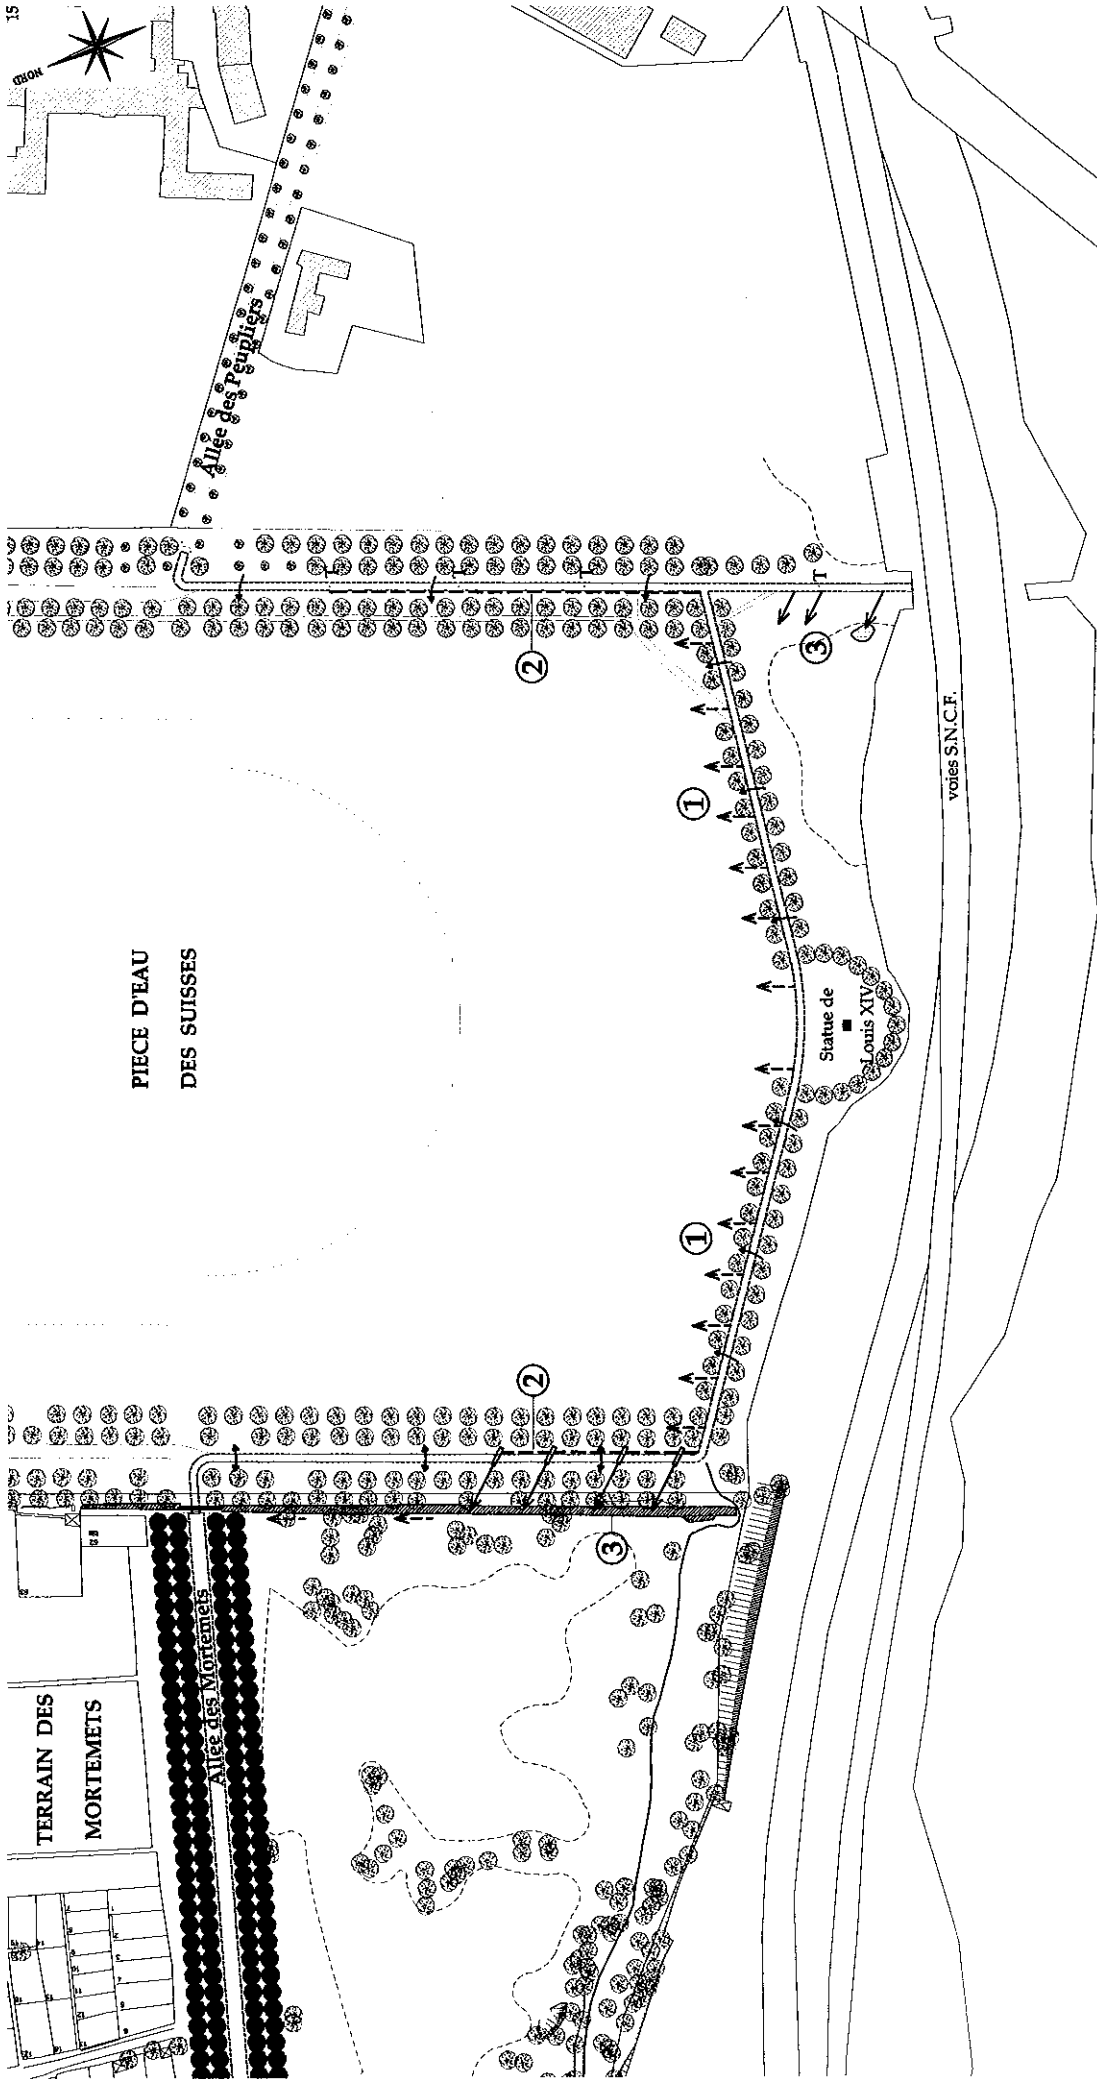 15
NORD
Allée des Peupliers
②
③
①
voies S.N.C.F.
PIECE D'EAU
DES SUISSES
Statue de
Louis XIV
①
②
③
Allée des Mortemets
TERRAIN DES
MORTEMETS
T